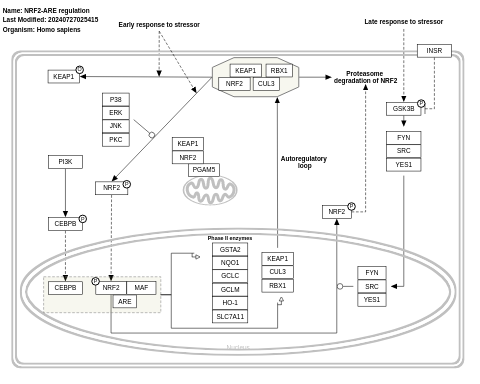 Name: NRF2-ARE regulation
Last Modified: 20240727025415
Organism: Homo sapiens
Early response to stressor
Late response to stressor
INSR
KEAP1
KEAP1
RBX1
NRF2
CUL3
Proteasome
degradation of NRF2
P38
ERK
JNK
PKC
P
GSK3B
FYN
SRC
YES1
KEAP1
NRF2
PGAM5
Autoregulatory
loop
PI3K
NRF2
P
CEBPB
P
NRF2
P
Phase II enzymes
GSTA2
NQO1
GCLC
GCLM
HO-1
SLC7A11
KEAP1
CUL3
RBX1
FYN
SRC
YES1
CEBPB
P
NRF2
MAF
ARE
Nucleus